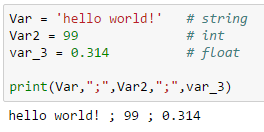 Var = 'hello world!'   # string
Var2 = 99              # int
var_3 = 0.314          # float
print(Var,";",Var2,";",var_3)
hello world! ; 99 ; 0.314